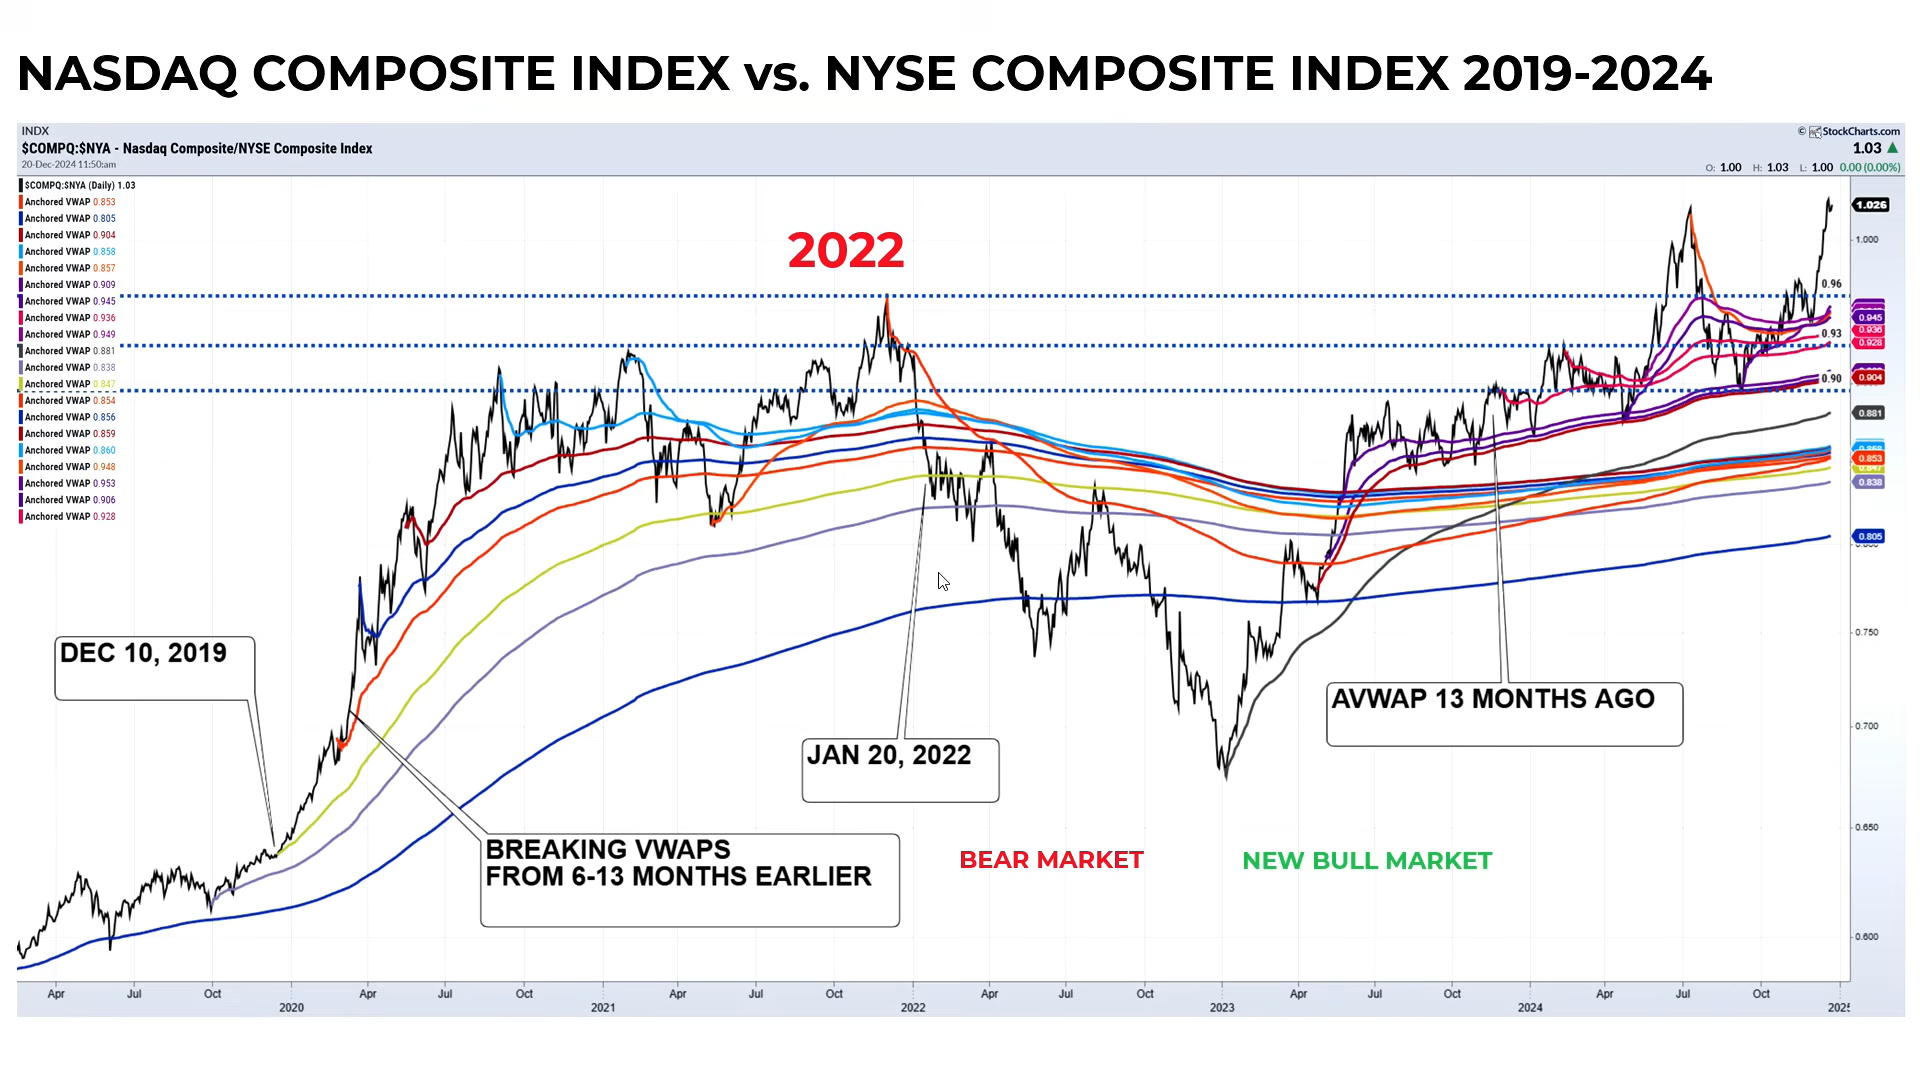 NASDAQ COMPOSITE INDEX vs. NYSE COMPOSITE INDEX 2019-2024
INDX
© StockCharts.com
$COMPQ:$NYA - Nasdaq Composite/NYSE Composite Index
1.03
20-Dec-2024 11:50:am
O: 1.00 H: 1.03 L: 1.00 0.00 (0.00%)
$COMPQ:$NYA (Daily) 1.03
Anchored VWAP 0.853
Anchored VWAP 0.805
Anchored VWAP 0.904
Anchored VWAP 0.858
Anchored VWAP 0.857
Anchored VWAP 0.909
Anchored VWAP 0.945
Anchored VWAP 0.936
Anchored VWAP 0.949
Anchored VWAP 0.881
Anchored VWAP 0.838
Anchored VWAP 0.847
Anchored VWAP 0.854
Anchored VWAP 0.856
Anchored VWAP 0.859
Anchored VWAP 0.860
Anchored VWAP 0.948
Anchored VWAP 0.953
Anchored VWAP 0.906
Anchored VWAP 0.928
2022
1.026
1.000
0.96
0.945
0.936
0.93
0.928
0.90
0.904
0.881
0.853
0.838
0.805
0.750
0.700
0.650
0.600
DEC 10, 2019
JAN 20, 2022
AVWAP 13 MONTHS AGO
BREAKING VWAPS
FROM 6-13 MONTHS EARLIER
BEAR MARKET
NEW BULL MARKET
Apr Jul Oct Apr Jul Oct Apr Jul Oct Apr Jul Oct Apr Jul Oct Apr Jul Oct
2020 2021 2022 2023 2024